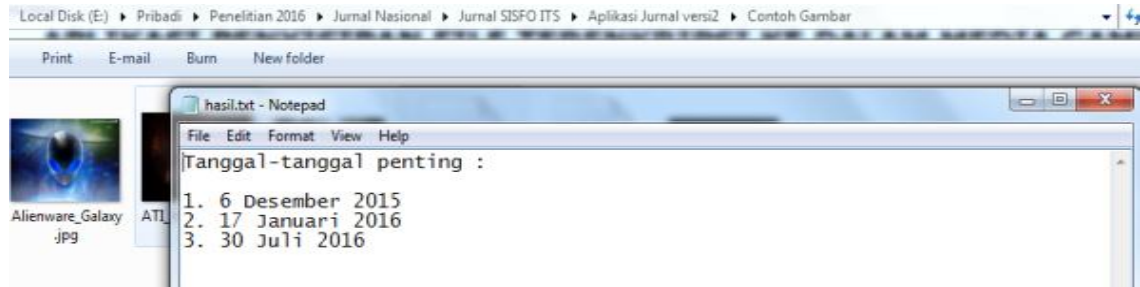 Local Disk (E:) ▸ Pribadi ▸ Penelitian 2016 ▸ Jurnal Nasional ▸ Jurnal SISFO ITS ▸ Aplikasi Jurnal versi2 ▸ Contoh Gambar
Print E-mail Burn New folder
hasil.txt - Notepad
File Edit Format View Help
Tanggal-tanggal penting :
1. 6 Desember 2015
2. 17 Januari 2016
3. 30 Juli 2016
Alienware_Galaxy
.jpg
ATI_